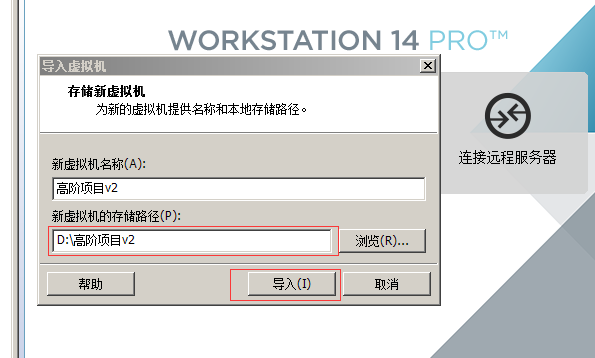 WORKSTATION 14 PRO™
导入虚拟机
存储新虚拟机
为新的虚拟机提供名称和本地存储路径。
连接远程服务器
新虚拟机名称(A):
高阶项目v2
新虚拟机的存储路径(P):
D:\高阶项目v2
浏览(R)...
帮助
导入(I)
取消